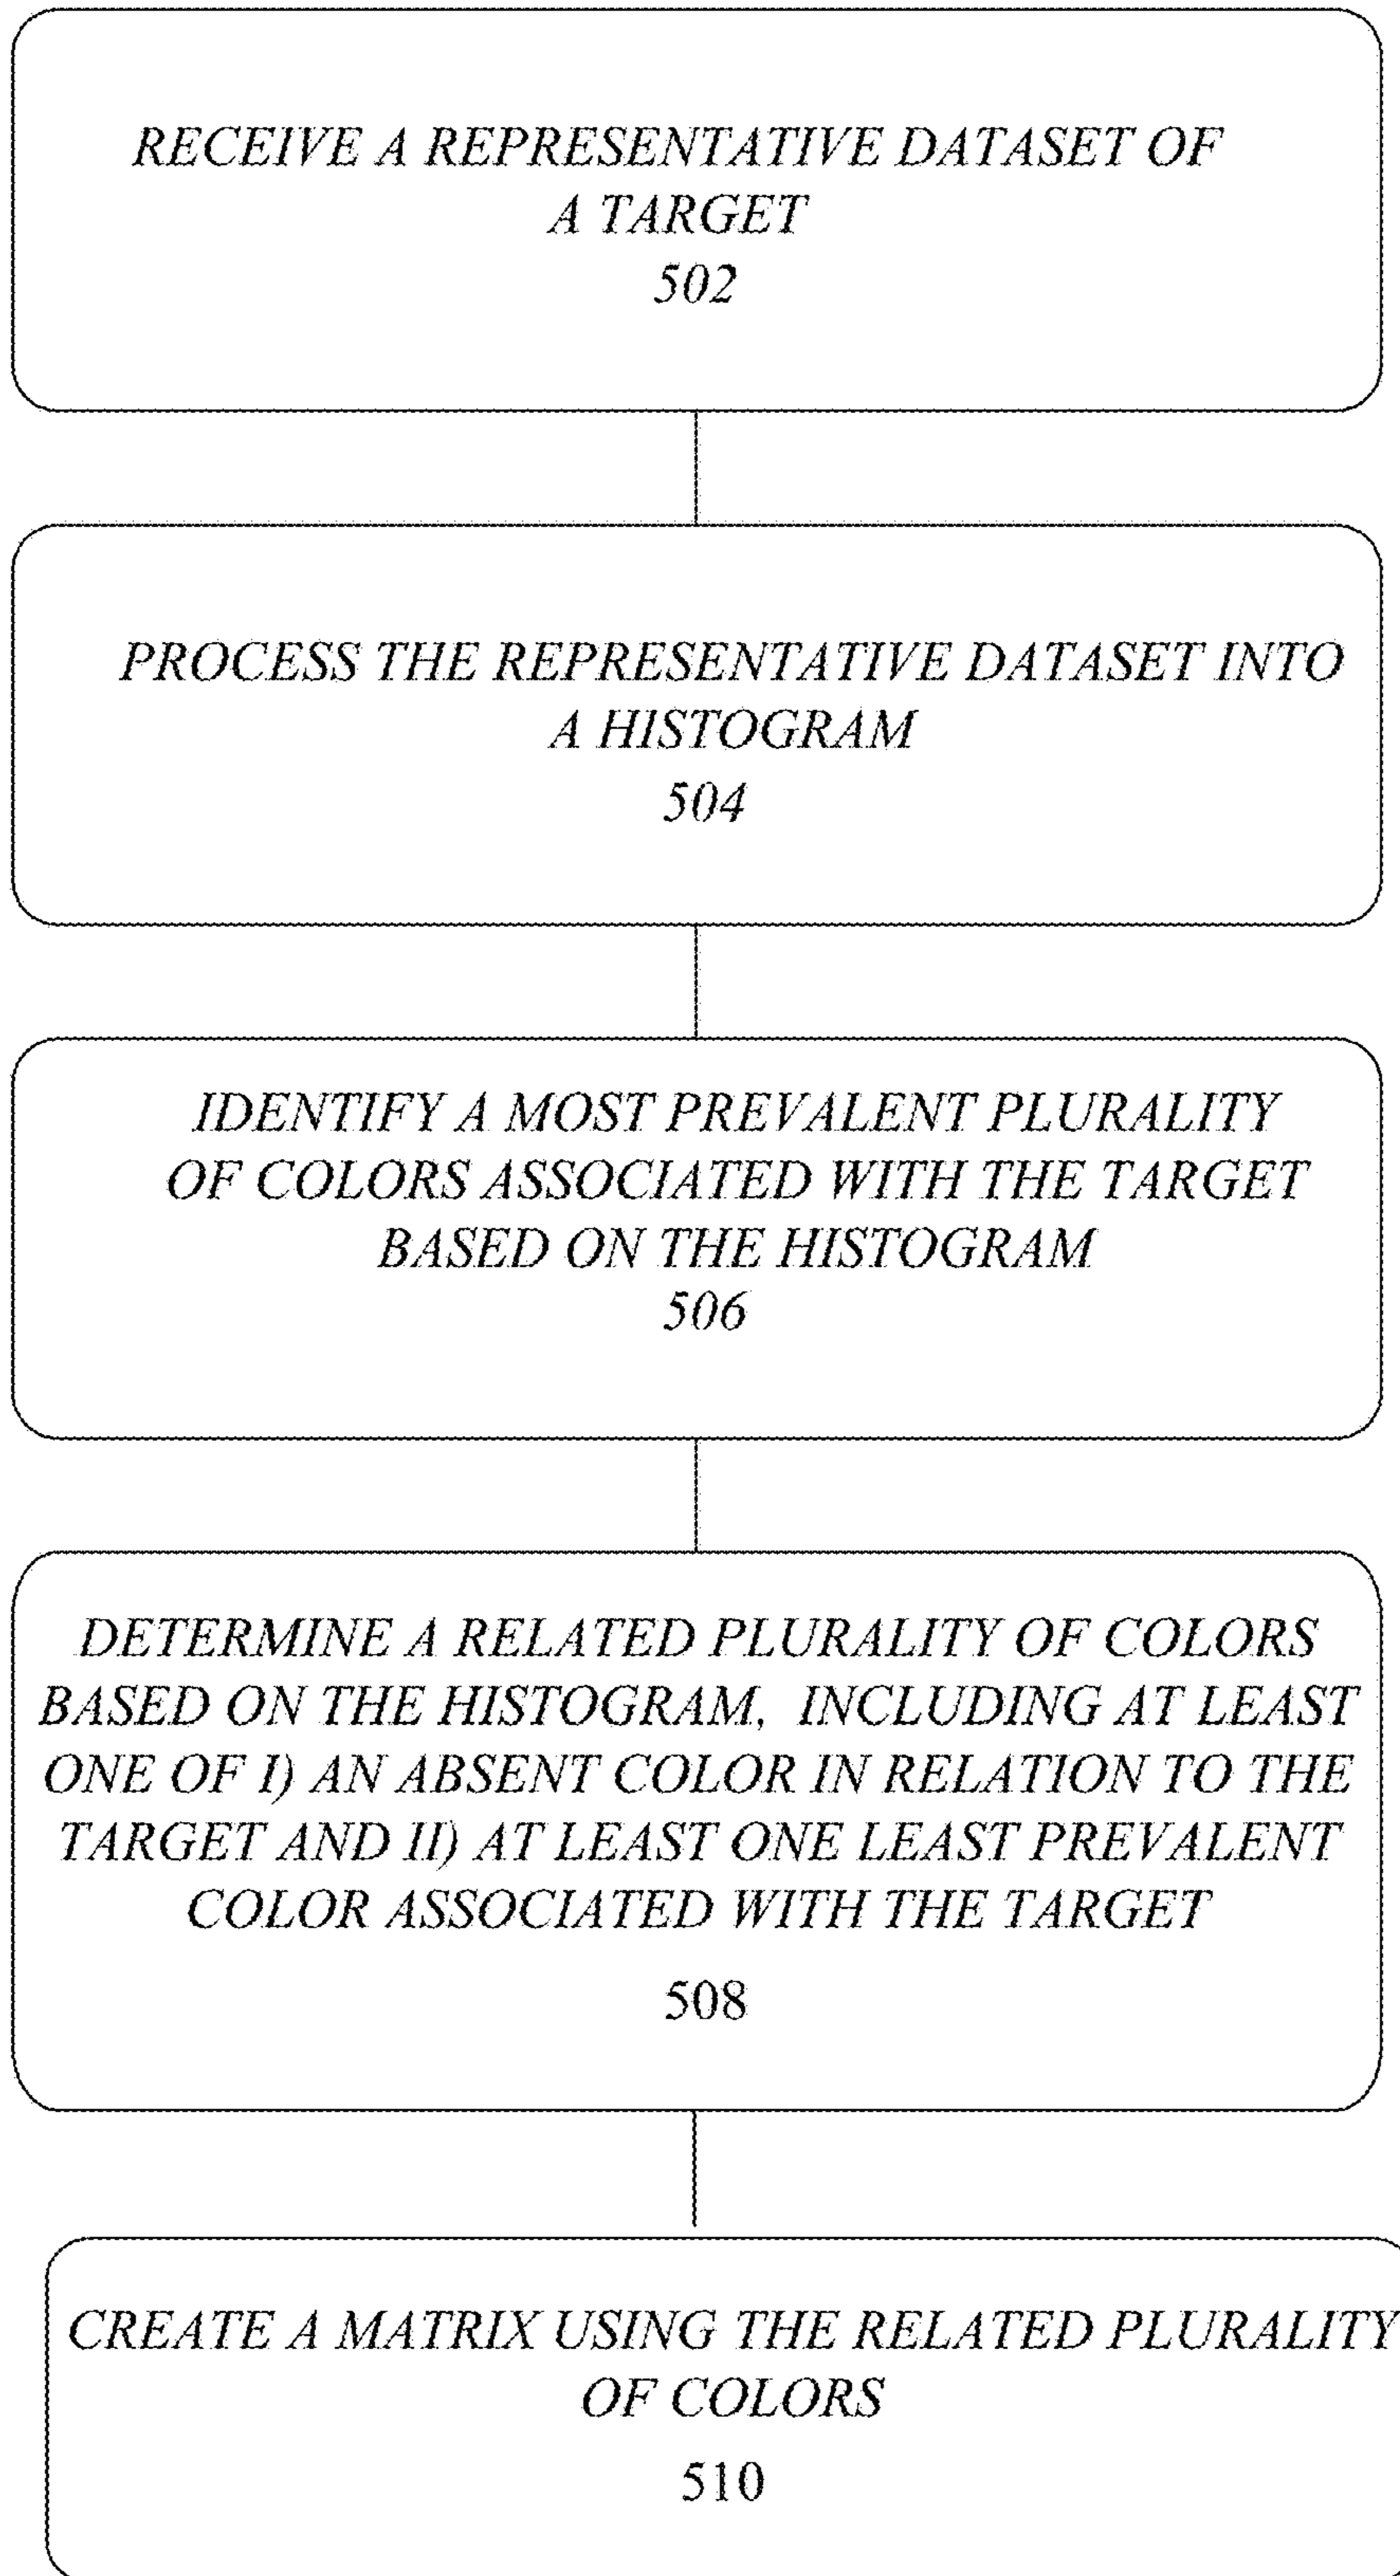 RECEIVE A REPRESENTATIVE DATASET OF
A TARGET
502
PROCESS THE REPRESENTATIVE DATASET INTO
A HISTOGRAM
504
IDENTIFY A MOST PREVALENT PLURALITY
OF COLORS ASSOCIATED WITH THE TARGET
BASED ON THE HISTOGRAM
506
DETERMINE A RELATED PLURALITY OF COLORS
BASED ON THE HISTOGRAM, INCLUDING AT LEAST
ONE OF I) AN ABSENT COLOR IN RELATION TO THE
TARGET AND II) AT LEAST ONE LEAST PREVALENT
COLOR ASSOCIATED WITH THE TARGET
508
CREATE A MATRIX USING THE RELATED PLURALITY
OF COLORS
510